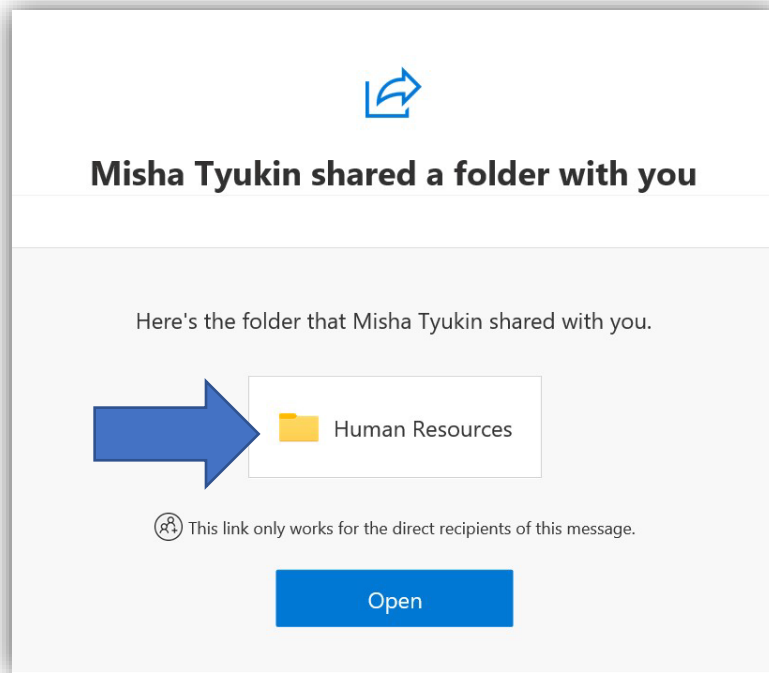 Misha Tyukin shared a folder with you
Here's the folder that Misha Tyukin shared with you.
Human Resources
This link only works for the direct recipients of this message.
Open